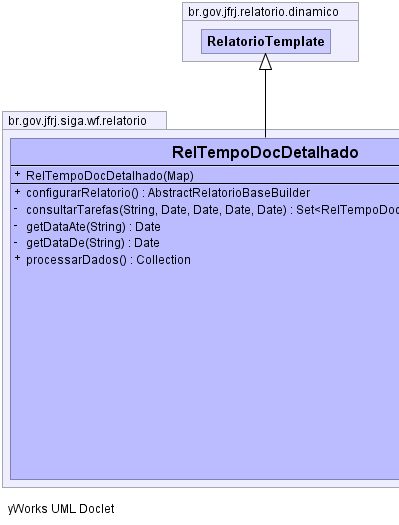 br.gov.jfrj.relatorio.dinamico
RelatorioTemplate
br.gov.jfrj.siga.wf.relatorio
RelTempoDocDetalhado
+ RelTempoDocDetalhado(Map)
+ configurarRelatorio() : AbstractRelatorioBaseBuilder
- consultarTarefas(String, Date, Date, Date, Date) : Set<RelTempoDoc
- getDataAte(String) : Date
- getDataDe(String) : Date
+ processarDados() : Collection
yWorks UML Doclet